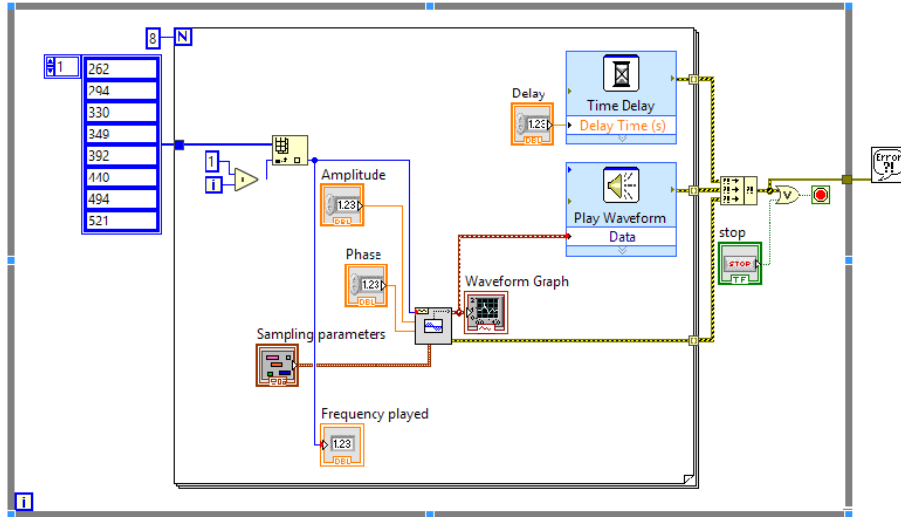 8 N
1
262
294
330
349
392
440
494
521
1
i
Amplitude
1.23
DBL
Phase
1.23
DBL
Sampling parameters
Frequency played
1.23
DBL
Delay
1.23
DBL
Time Delay
Delay Time (s)
Play Waveform
Data
Waveform Graph
?!
?!
?!
?!
V
stop
STOP
TF
Error
?!
i